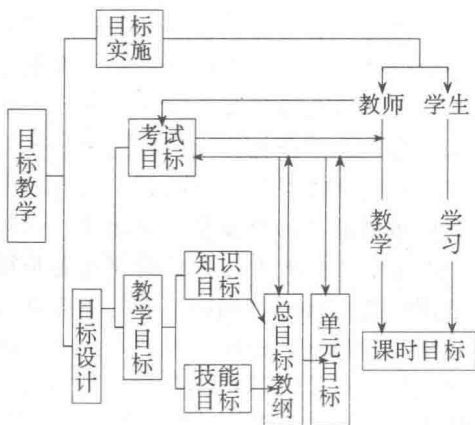 目标
实施
教师
学生
考试
目标
目标教学
教学
学习
知识
目标
教学目标
目标设计
总目标教纲
单元目标
课时目标
技能
目标